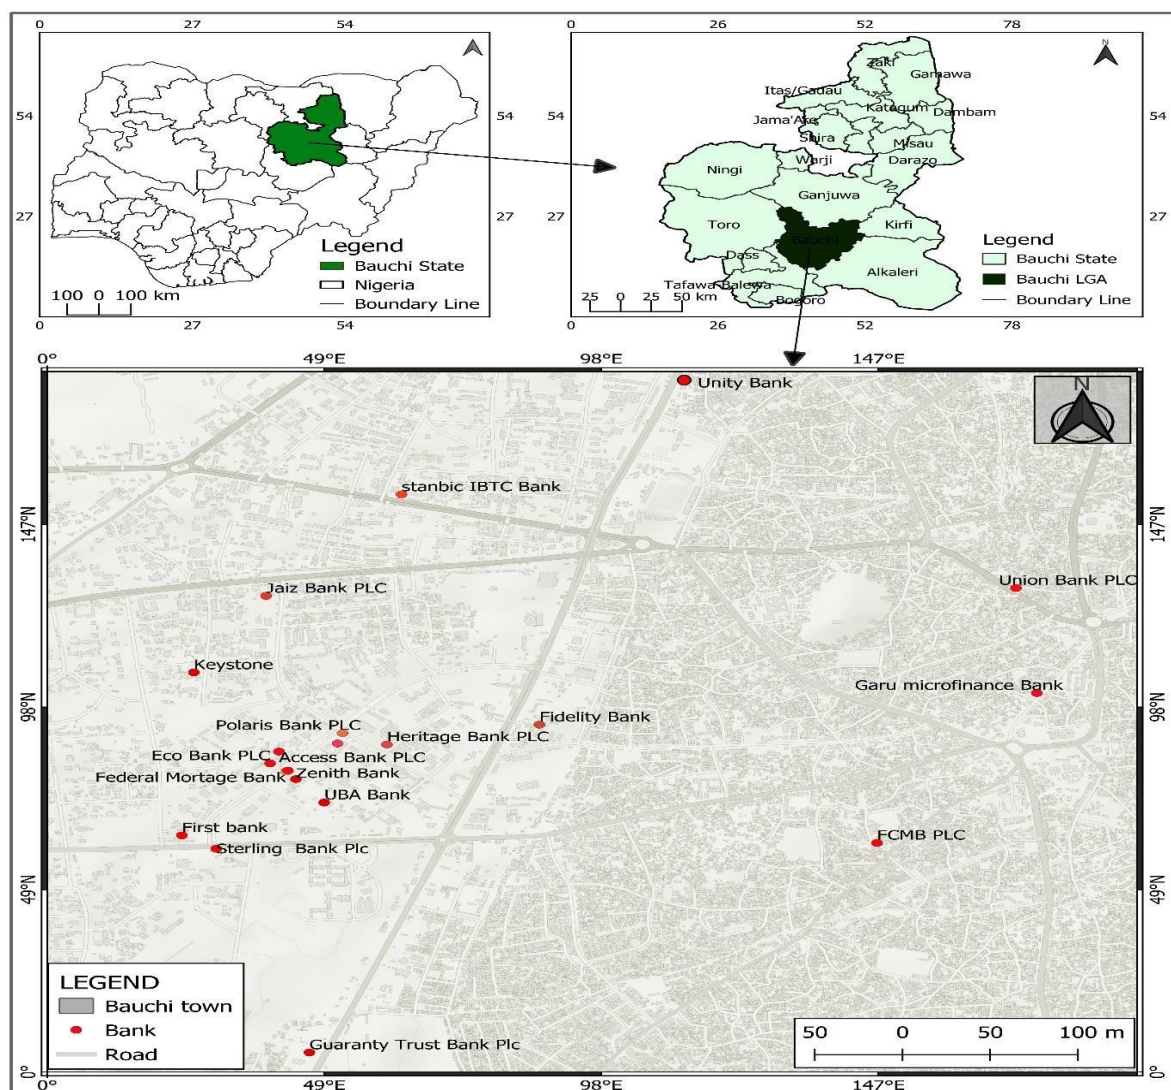 0 27 54
54 54
27 27
Legend
Bauchi State
Nigeria
Boundary Line
100 0 100 km
0 27 54
0 26 52 78
N
Zaki
Gamawa
Itas/Gadau
Katugum
Dambam
54 54
Jama'Are
Shira
Misau
Warji
Darazo
Ningi
Ganjuwa
27 27
Toro
Kirfi
Bauchi
Legend
Dass
Bauchi State
Alkaleri
Bauchi LGA
Tafawa-Balewa
Bogoro
Boundary Line
25 0 25 50 km
0 26 52 78
0° 49°E 98°E 147°E
Unity Bank
N
stanbic IBTC Bank
147°N 147°N
Jaiz Bank PLC
Union Bank PLC
Keystone
Garu microfinance Bank
98°N 98°N
Fidelity Bank
Polaris Bank PLC
Heritage Bank PLC
Eco Bank PLC
Access Bank PLC
Federal Mortage Bank
Zenith Bank
UBA Bank
First bank
Sterling Bank Plc
FCMB PLC
49°N 49°N
LEGEND
Bauchi town
Bank
Road
Guaranty Trust Bank Plc
50 0 50 100 m
0° 0°
0° 49°E 98°E 147°E